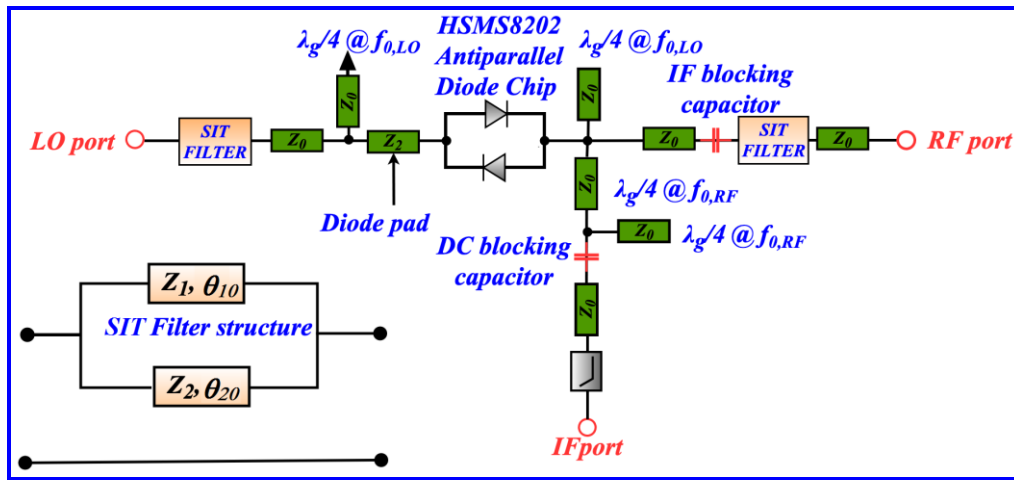 λg/4 @ f0,LO
HSMS8202
Antiparallel
Diode Chip
λg/4 @ f0,LO
IF blocking
capacitor
LO port
SIT
FILTER
Z0
Z0
Z2
Z0
Z0
SIT
FILTER
Z0
RF port
Diode pad
Z0
λg/4 @ f0,RF
Z0
λg/4 @ f0,RF
DC blocking
capacitor
Z0
IFport
Z1, θ10
SIT Filter structure
Z2, θ20